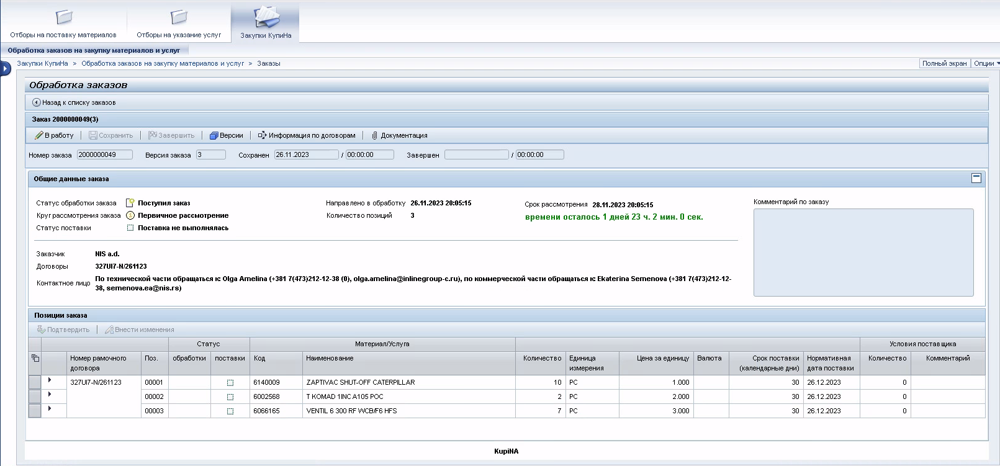 Отборы на поставку материалов
Отборы на указание услуг
Закупки КупиНа
Обработка заказов на закупку материалов и услуг
Закупки КупиНа > Обработка заказов на закупку материалов и услуг > Заказы
Полный экран
Опции
Обработка заказов
Назад к списку заказов
Заказ 2000000049(3)
В работу | Сохранить | Завершить | Версии | Информация по договорам | Документация
Номер заказа 2000000049 Версия заказа 3 Сохранен 26.11.2023 / 00:00:00 Завершен / 00:00:00
Общие данные заказа
Статус обработки заказа Поступил заказ
Круг рассмотрения заказа 1 Первичное рассмотрение
Статус поставки Поставка не выполнялась
Направлено в обработку 26.11.2023 20:05:15
Количество позиций 3
Срок рассмотрения 28.11.2023 20:05:15
времени осталось 1 дней 23 ч. 2 мин. 0 сек.
Комментарий по заказу
Заказчик NIS a.d.
Договоры 327UI7-N/261123
Контактное лицо По технической части обращаться к: Olga Amelina (+381 7(473)212-12-38 (0), olga.amelina@inlinegroup-c.ru), по коммерческой части обращаться к: Ekaterina Semenova (+381 7(473)212-12-
38, semenova.ea@nis.rs)
Позиции заказа
Подтвердить | Внести изменения
Статус Материал/Услуга Условия поставщика
Номер рамочного договора Поз. обработки поставки Код Наименование Количество Единица измерения Цена за единицу Валюта Срок поставки (календарные дни) Нормативная дата поставки Количество Комментарий
327UI7-N/261123 00001 6140009 ZAPTIVAC SHUT-OFF CATERPILLAR 10 PC 1.000 30 26.12.2023 0
00002 6002568 T KOMAD 1INC A105 POC 2 PC 2.000 30 26.12.2023 0
00003 6066165 VENTIL 6 300 RF WCB/F6 HFS 7 PC 3.000 30 26.12.2023 0
KupiNA